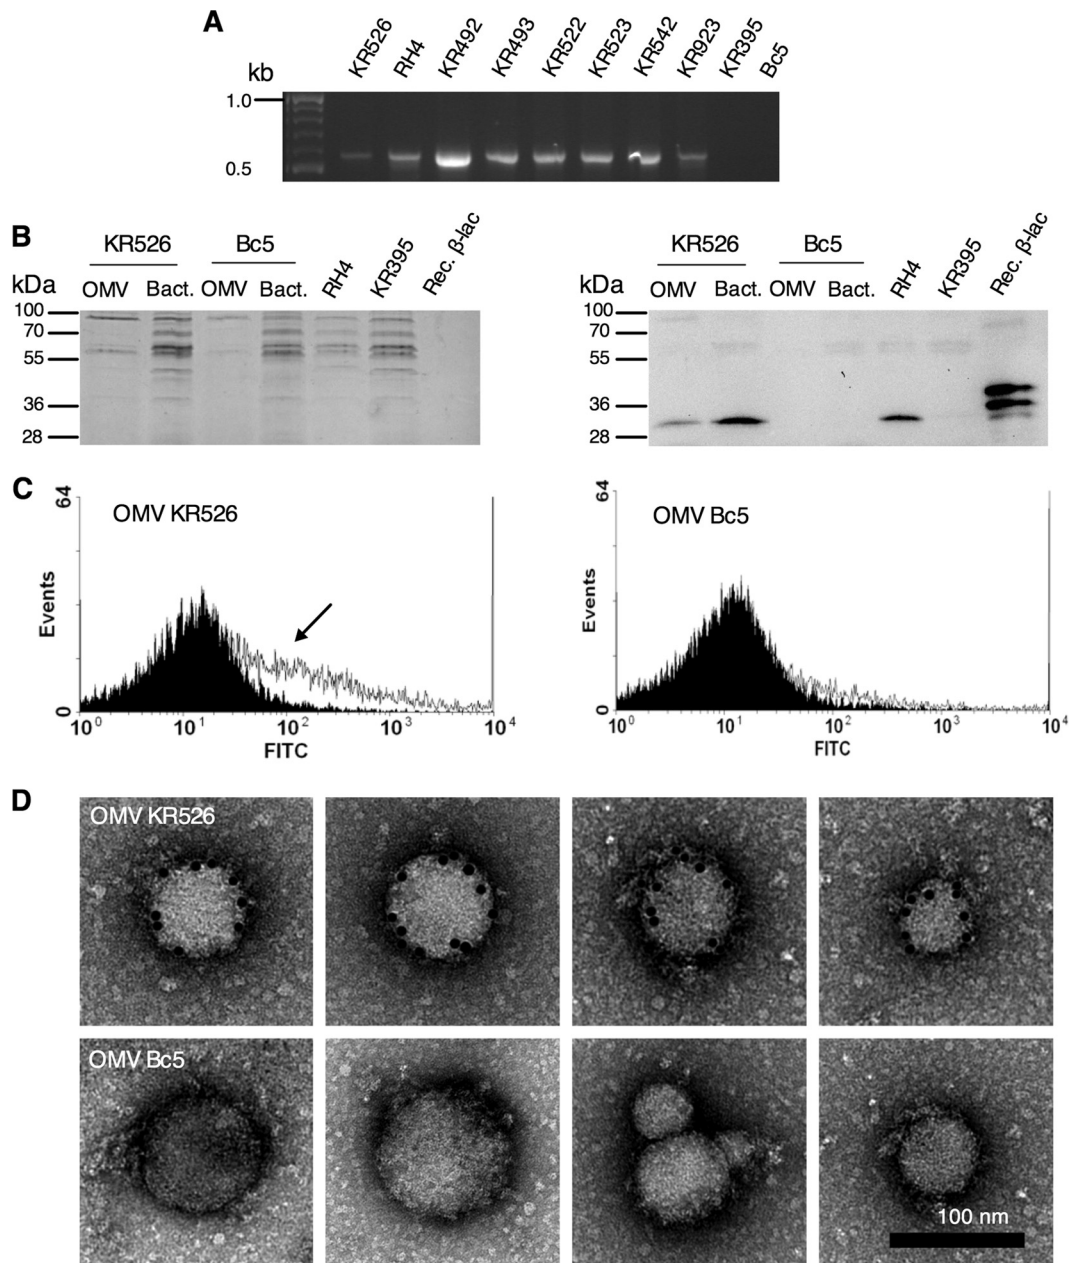 A
KR526 RH4 KR492 KR493 KR522 KR523 KR542 KR923 KR395 Bc5
kb
1.0
0.5
B
KR526 Bc5
kDa OMV Bact. OMV Bact. RH4 KR395 Rec. β-lac
100
70
55
36
28
KR526 Bc5
kDa OMV Bact. OMV Bact. RH4 KR395 Rec. β-lac
100
70
55
36
28
C
64
OMV KR526
Events
0
10⁰ 10¹ 10² 10³ 10⁴
FITC
64
OMV Bc5
Events
0
10⁰ 10¹ 10² 10³ 10⁴
FITC
D
OMV KR526
OMV Bc5
100 nm